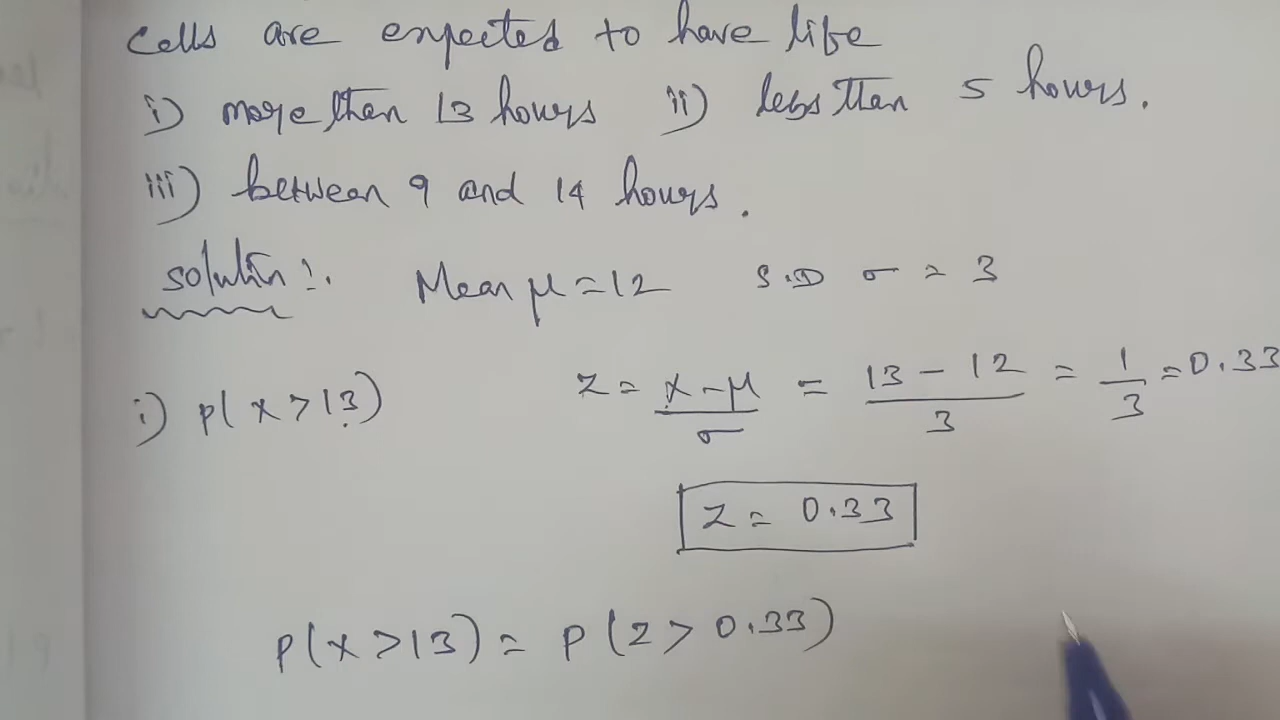 cells are expected to have life
i) more than 13 hours ii) less than 5 hours.
iii) between 9 and 14 hours.
solution:. Mean μ = 12 S.D σ = 3
i) P(x > 13) z = x - μ / σ = 13 - 12 / 3 = 1 / 3 = 0.33
z = 0.33
P(x > 13) = P(z > 0.33)